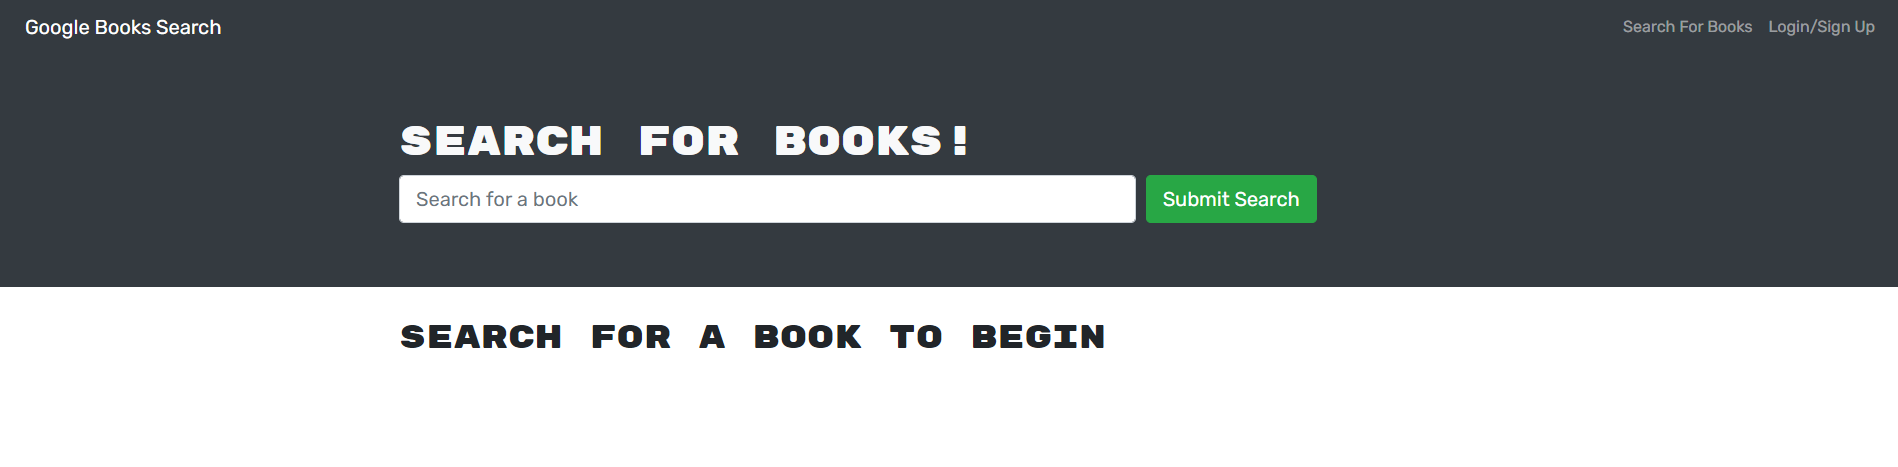 Google Books Search
Search For Books Login/Sign Up
SEARCH FOR BOOKS!
Search for a book
Submit Search
SEARCH FOR A BOOK TO BEGIN